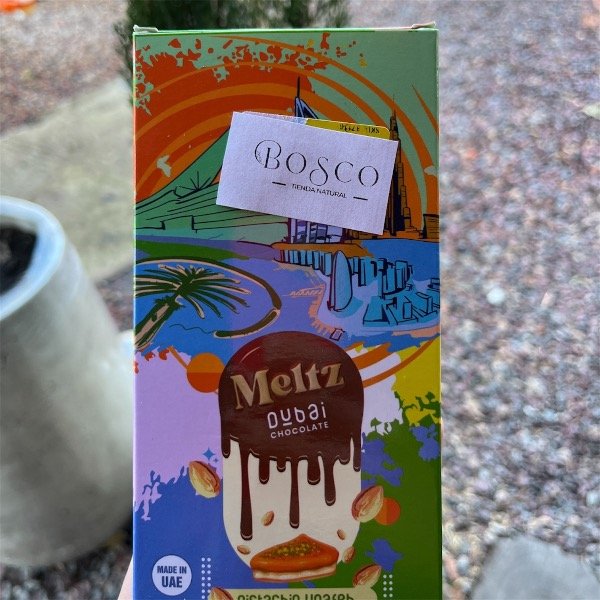 BOSCO
TIENDA NATURAL
Meltz
Dubai
CHOCOLATE
MADE IN
UAE